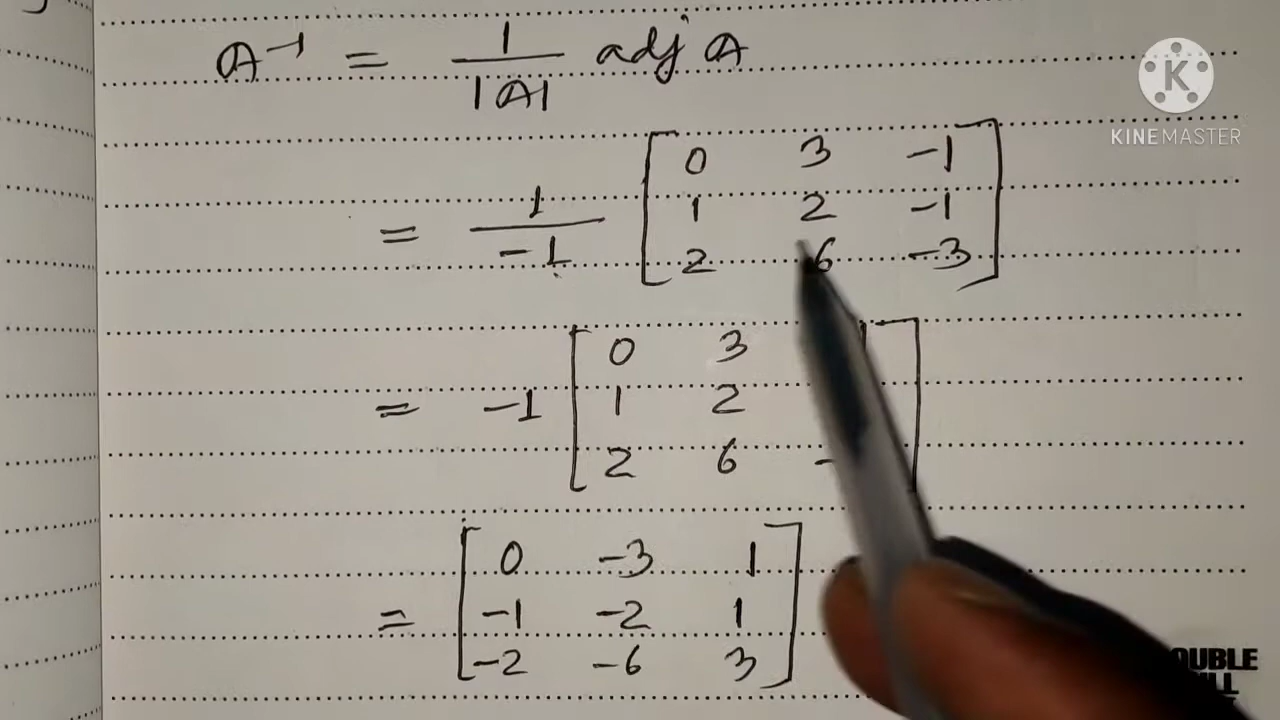 A⁻¹ = 1/|A| adj A
K
KINEMASTER
= 1/-1 [0 3 -1
1 2 -1
2 6 -3]
= -1 [0 3
1 2
2 6 -
= [0 -3 1
-1 -2 1
-2 -6 3]